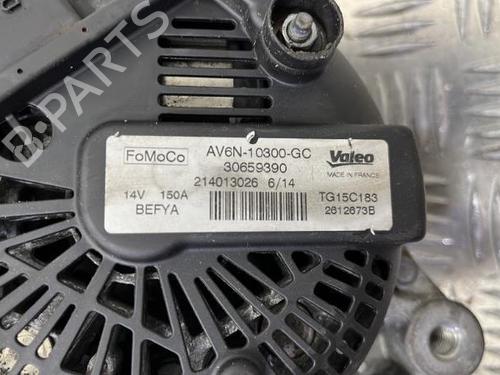 B-PARTS
FoMoCo
AV6N-10300-GC
30659390
214013026 6/14
14V 150A
BEFYA
Valeo
MADE IN FRANCE
TG15C183
2612673B